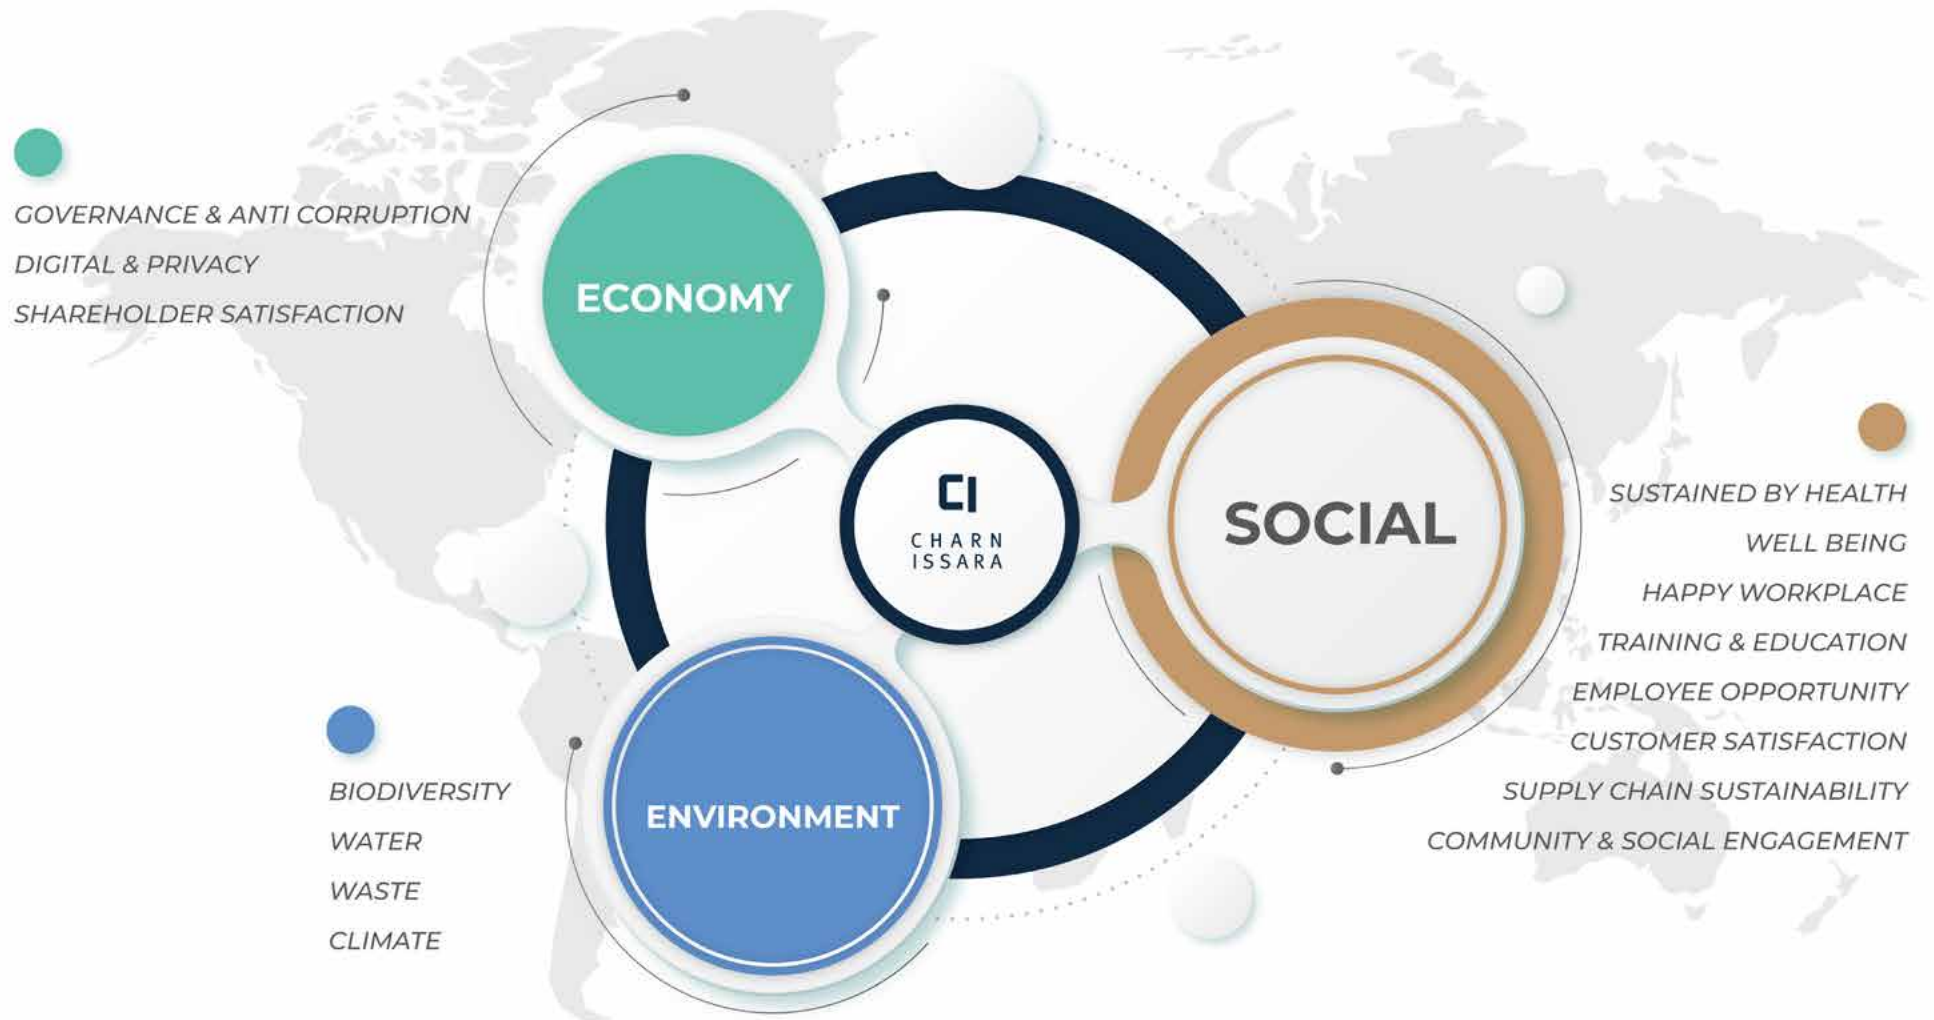 GOVERNANCE & ANTI CORRUPTION
DIGITAL & PRIVACY
SHAREHOLDER SATISFACTION
ECONOMY
CI
CHARN
ISSARA
SOCIAL
SUSTAINED BY HEALTH
WELL BEING
HAPPY WORKPLACE
TRAINING & EDUCATION
EMPLOYEE OPPORTUNITY
CUSTOMER SATISFACTION
SUPPLY CHAIN SUSTAINABILITY
COMMUNITY & SOCIAL ENGAGEMENT
ENVIRONMENT
BIODIVERSITY
WATER
WASTE
CLIMATE